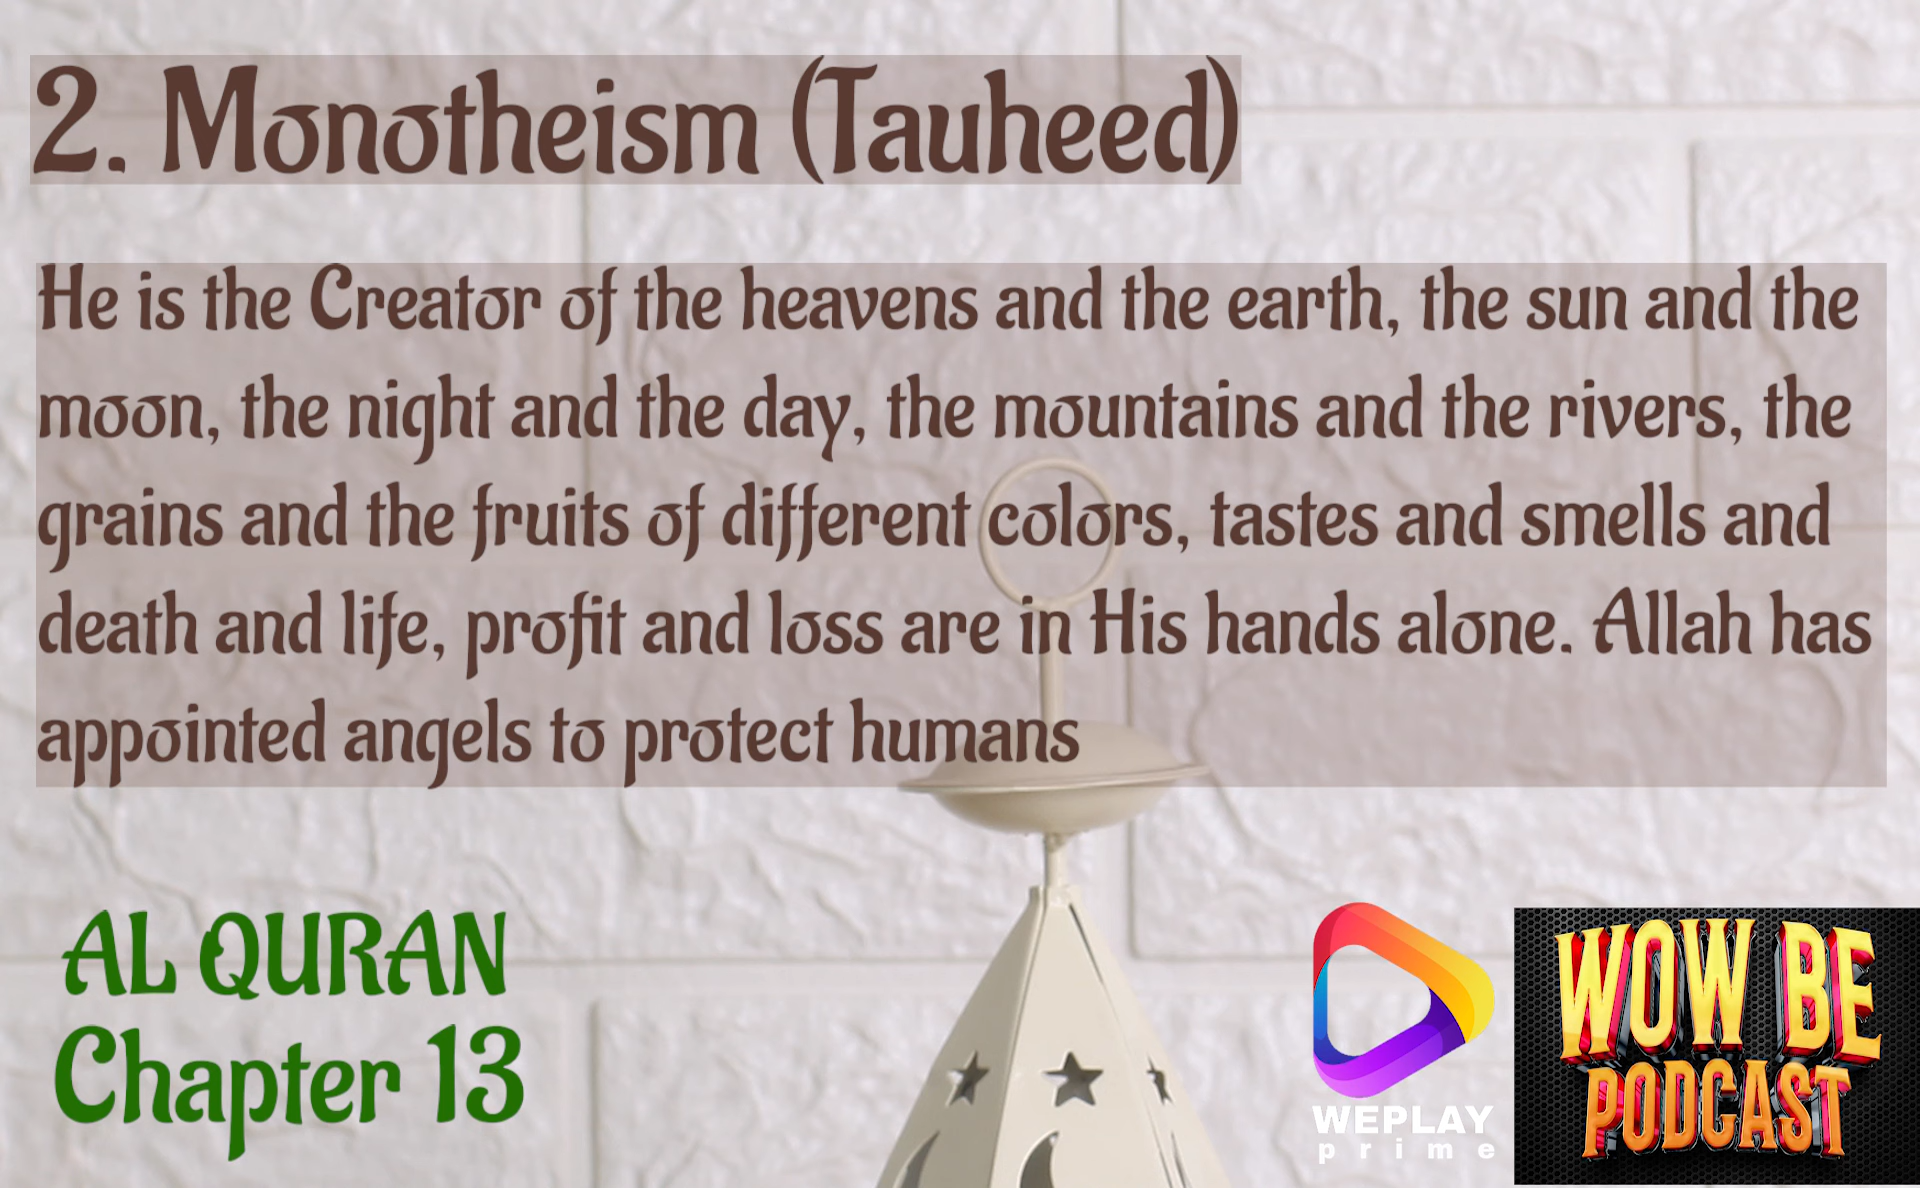 2. Monotheism (Tauheed)
He is the Creator of the heavens and the earth, the sun and the
moon, the night and the day, the mountains and the rivers, the
grains and the fruits of different colors, tastes and smells and
death and life, profit and loss are in His hands alone. Allah has
appointed angels to protect humans
AL QURAN
Chapter 13
WEPLAY
prime
WOW BE
PODCAST